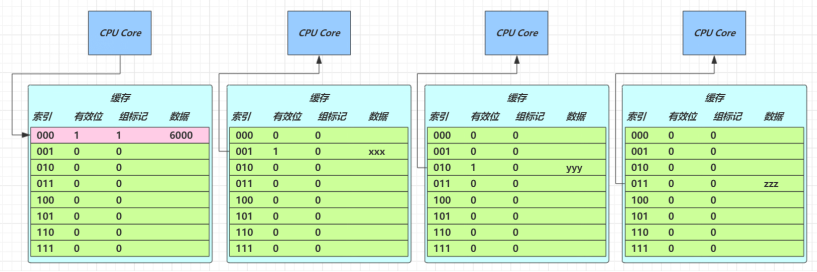 CPU Core CPU Core CPU Core CPU Core
缓存 缓存 缓存 缓存
索引 有效位 组标记 数据 索引 有效位 组标记 数据 索引 有效位 组标记 数据 索引 有效位 组标记 数据
000 1 1 6000 000 0 0 000 0 0 000 0 0
001 0 0 001 1 0 xxx 001 0 0 001 0 0
010 0 0 010 0 0 010 1 0 yyy 010 0 0
011 0 0 011 0 0 011 0 0 011 0 0 zzz
100 0 0 100 0 0 100 0 0 100 0 0
101 0 0 101 0 0 101 0 0 101 0 0
110 0 0 110 0 0 110 0 0 110 0 0
111 0 0 111 0 0 111 0 0 111 0 0